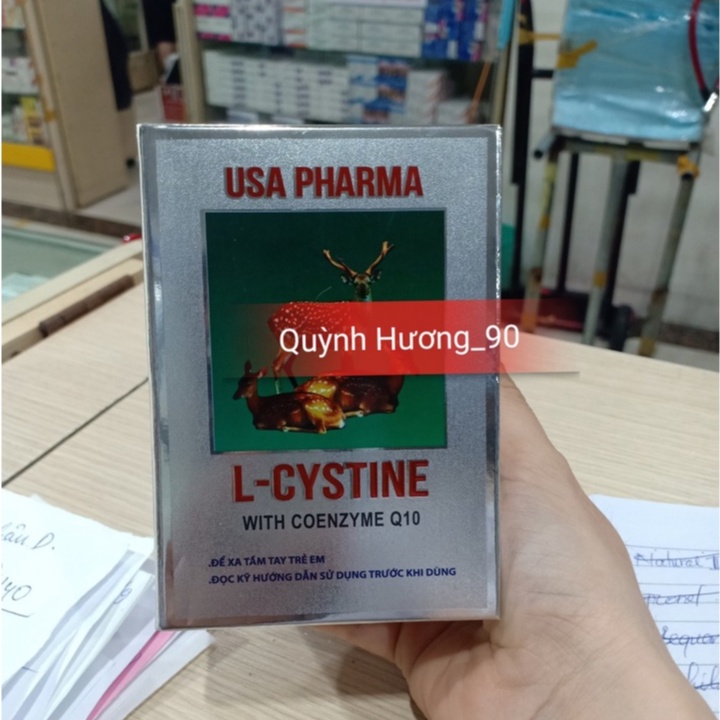 USA PHARMA
Quỳnh Hương_90
L-CYSTINE
WITH COENZYME Q10
.ĐỂ XA TẦM TAY TRẺ EM
.ĐỌC KỸ HƯỚNG DẪN SỬ DỤNG TRƯỚC KHI DÙNG
Natural